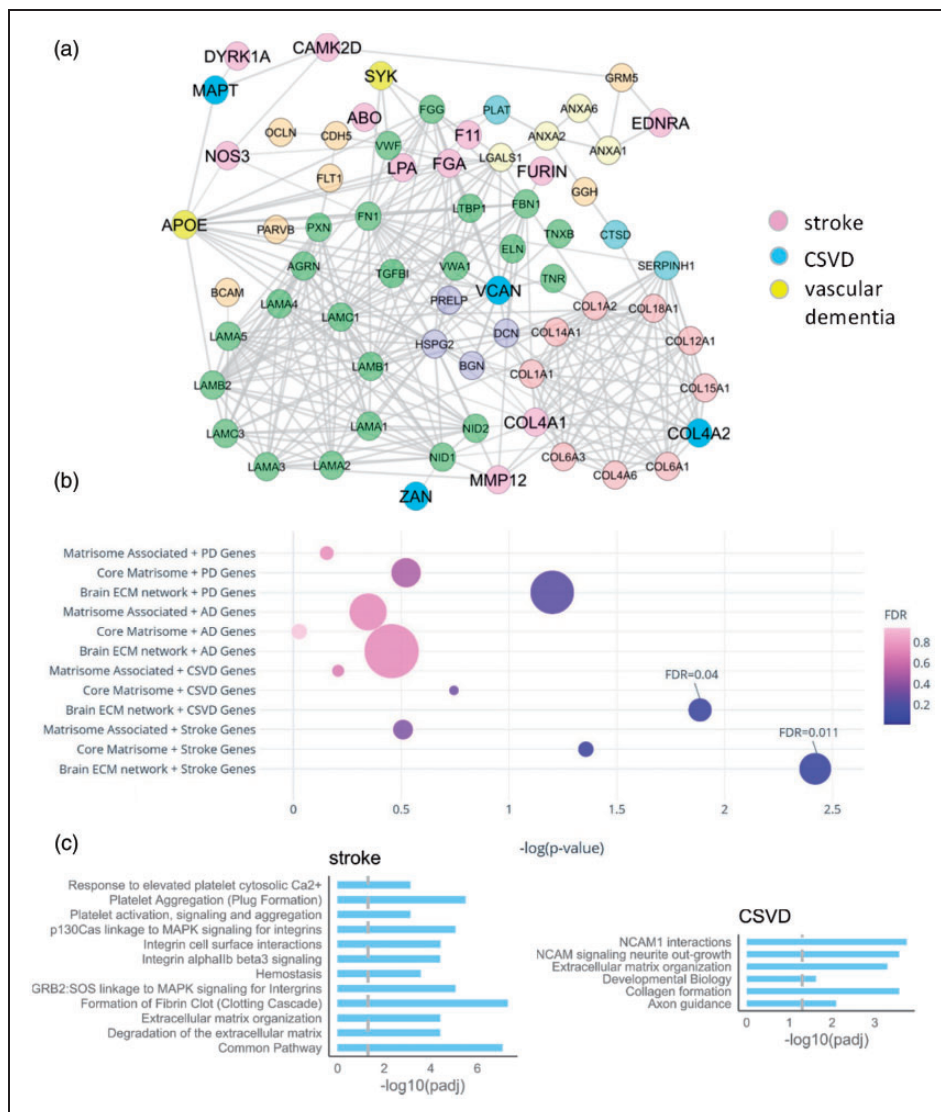 (a)
DYRK1A
CAMK2D
MAPT
SYK
GRM5
ABO
FGG
PLAT
ANXA6
EDNRA
OCLN
CDH5
VWF
F11
ANXA2
ANXA1
NOS3
LPA
FGA
LGALS1
FURIN
FLT1
GGH
APOE
PARVB
PXN
FN1
LTBP1
FBN1
TNXB
CTSD
stroke
CSVD
vascular
dementia
AGRN
TGFBI
VWA1
ELN
TNR
SERPINH1
BCAM
LAMA4
LAMC1
PRELP
VCAN
COL1A2
COL18A1
LAMA5
HSPG2
DCN
COL14A1
COL12A1
LAMB2
LAMB1
BGN
COL1A1
COL15A1
LAMC3
LAMA1
NID2
COL4A1
COL4A2
LAMA3
LAMA2
NID1
MMP12
COL6A3
COL4A6
COL6A1
ZAN
(b)
Matrisome Associated + PD Genes
Core Matrisome + PD Genes
Brain ECM network + PD Genes
Matrisome Associated + AD Genes
Core Matrisome + AD Genes
Brain ECM network + AD Genes
Matrisome Associated + CSVD Genes
Core Matrisome + CSVD Genes
Brain ECM network + CSVD Genes
Matrisome Associated + Stroke Genes
Core Matrisome + Stroke Genes
Brain ECM network + Stroke Genes
FDR=0.04
FDR=0.011
FDR
0.8
0.6
0.4
0.2
0 0.5 1 1.5 2 2.5
-log(p-value)
(c)
stroke
Response to elevated platelet cytosolic Ca2+
Platelet Aggregation (Plug Formation)
Platelet activation, signaling and aggregation
p130Cas linkage to MAPK signaling for integrins
Integrin cell surface interactions
Integrin alphaIIb beta3 signaling
Hemostasis
GRB2:SOS linkage to MAPK signaling for Intergrins
Formation of Fibrin Clot (Clotting Cascade)
Extracellular matrix organization
Degradation of the extracellular matrix
Common Pathway
0 2 4 6
-log10(padj)
CSVD
NCAM1 interactions
NCAM signaling neurite out-growth
Extracellular matrix organization
Developmental Biology
Collagen formation
Axon guidance
0 1 2 3
-log10(padj)